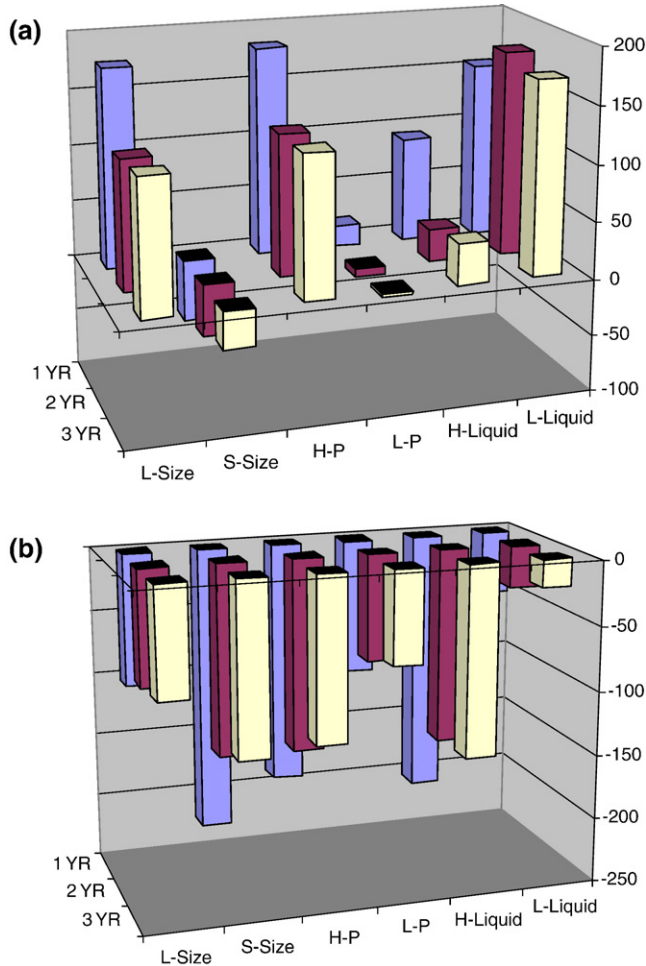 (a)
200
150
100
50
0
-50
-100
1 YR
2 YR
3 YR
L-Size
S-Size
H-P
L-P
H-Liquid
L-Liquid
(b)
0
-50
-100
-150
-200
-250
1 YR
2 YR
3 YR
L-Size
S-Size
H-P
L-P
H-Liquid
L-Liquid